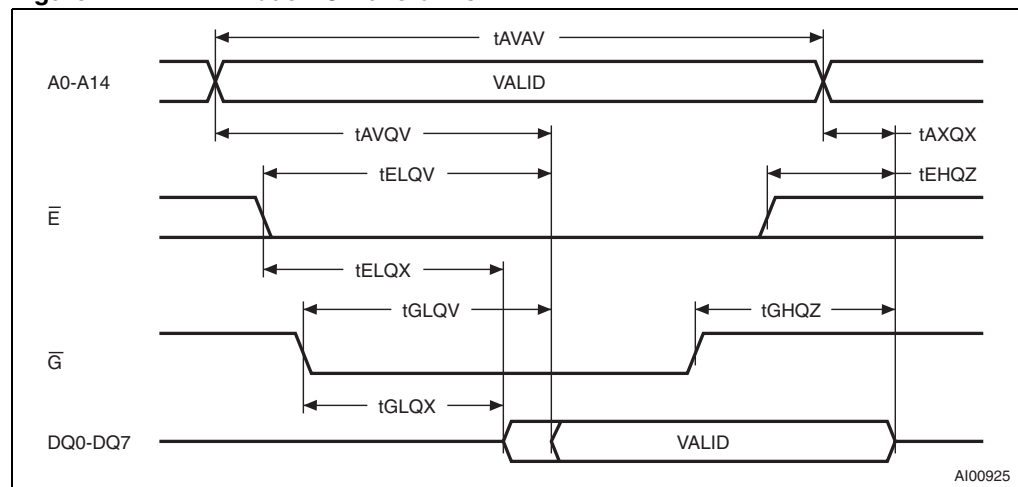 tAVAV
A0-A14 VALID
tAVQV tAXQX
tELQV tEHQZ
E̅
tELQX
tGLQV tGHQZ
G̅
tGLQX
DQ0-DQ7 VALID
AI00925